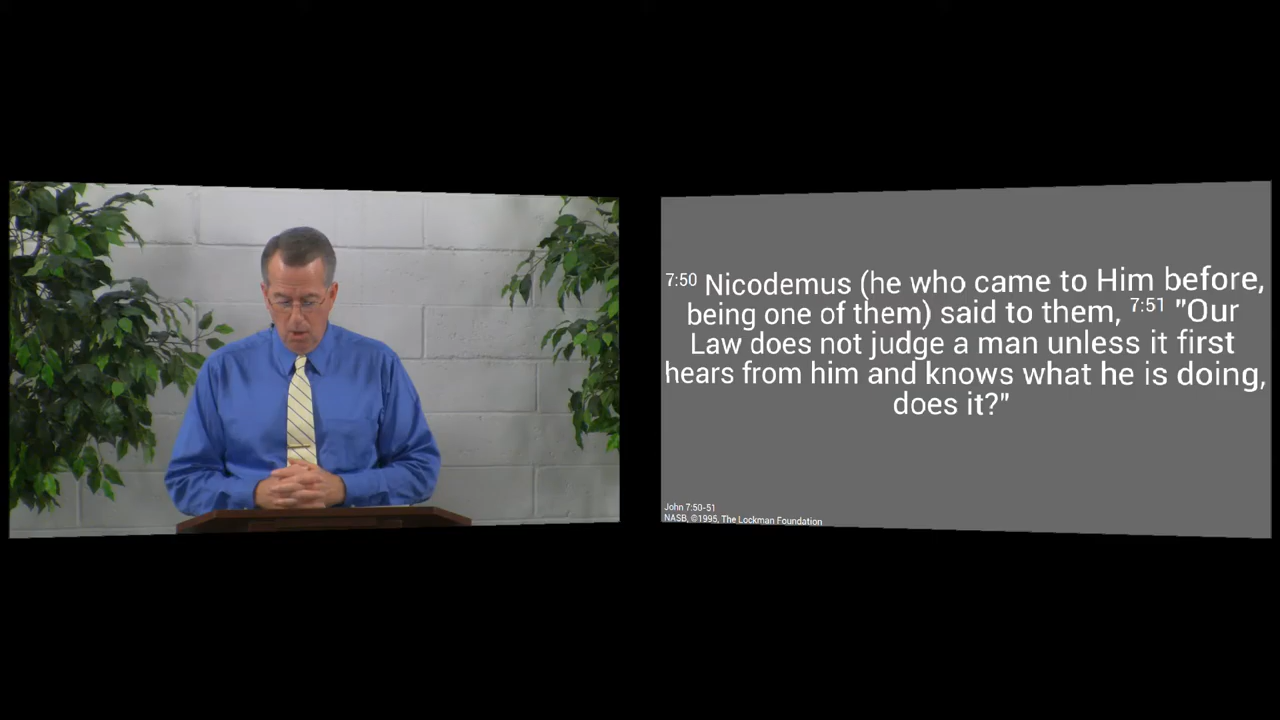 7:50 Nicodemus (he who came to Him before,
being one of them) said to them, 7:51 "Our
Law does not judge a man unless it first
hears from him and knows what he is doing,
does it?"
John 7:50-51
NASB, ©1995, The Lockman Foundation